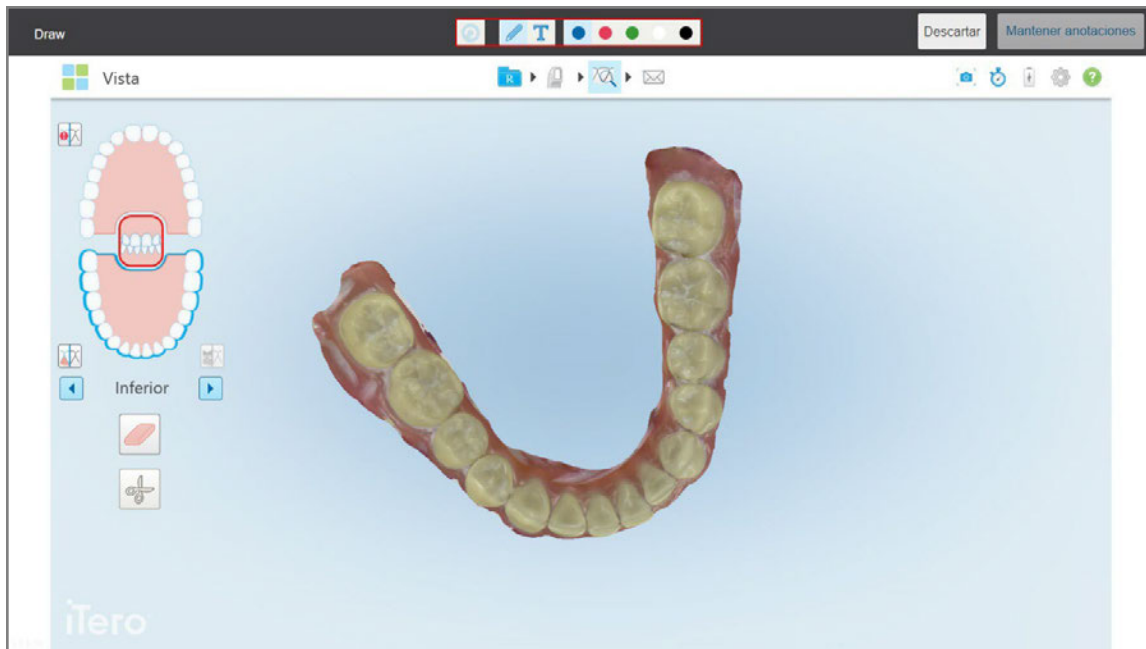 Draw
T
Descartar
Mantener anotaciones
Vista
R
?
Inferior
iTero